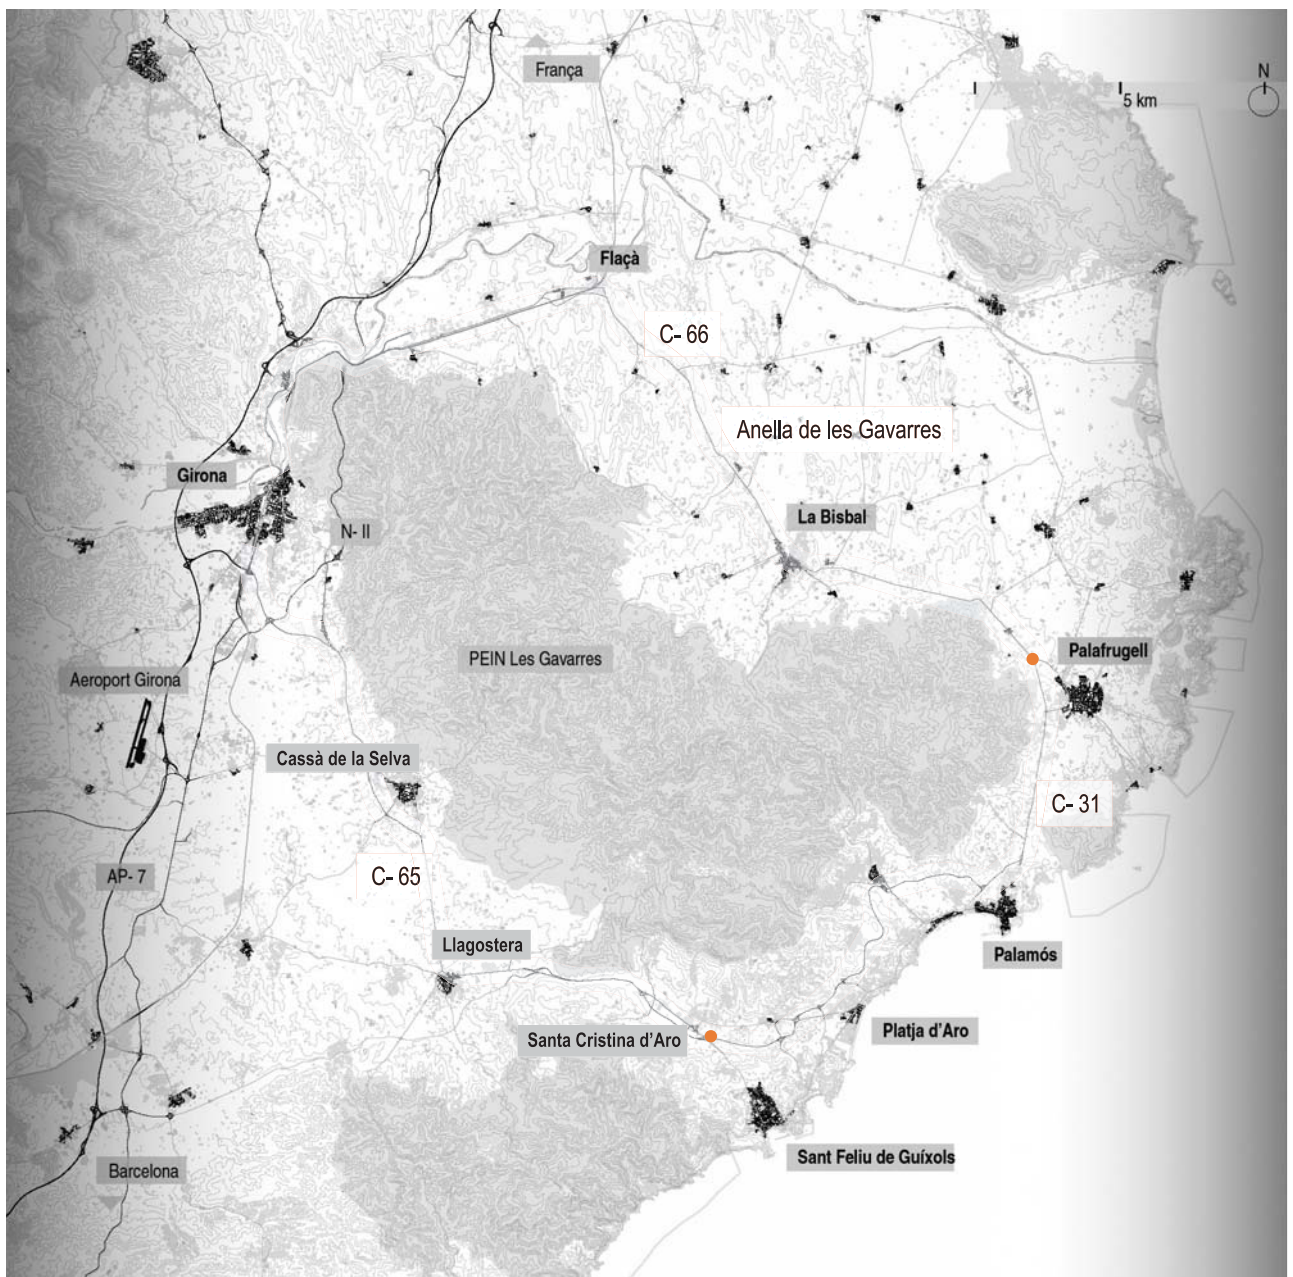 França
N
5 km
Flaçà
C- 66
Anella de les Gavarres
Girona
La Bisbal
N- II
PEIN Les Gavarres
Palafrugell
Aeroport Girona
Cassà de la Selva
C- 31
AP- 7
C- 65
Llagostera
Palamós
Santa Cristina d'Aro
Platja d'Aro
Sant Feliu de Guíxols
Barcelona